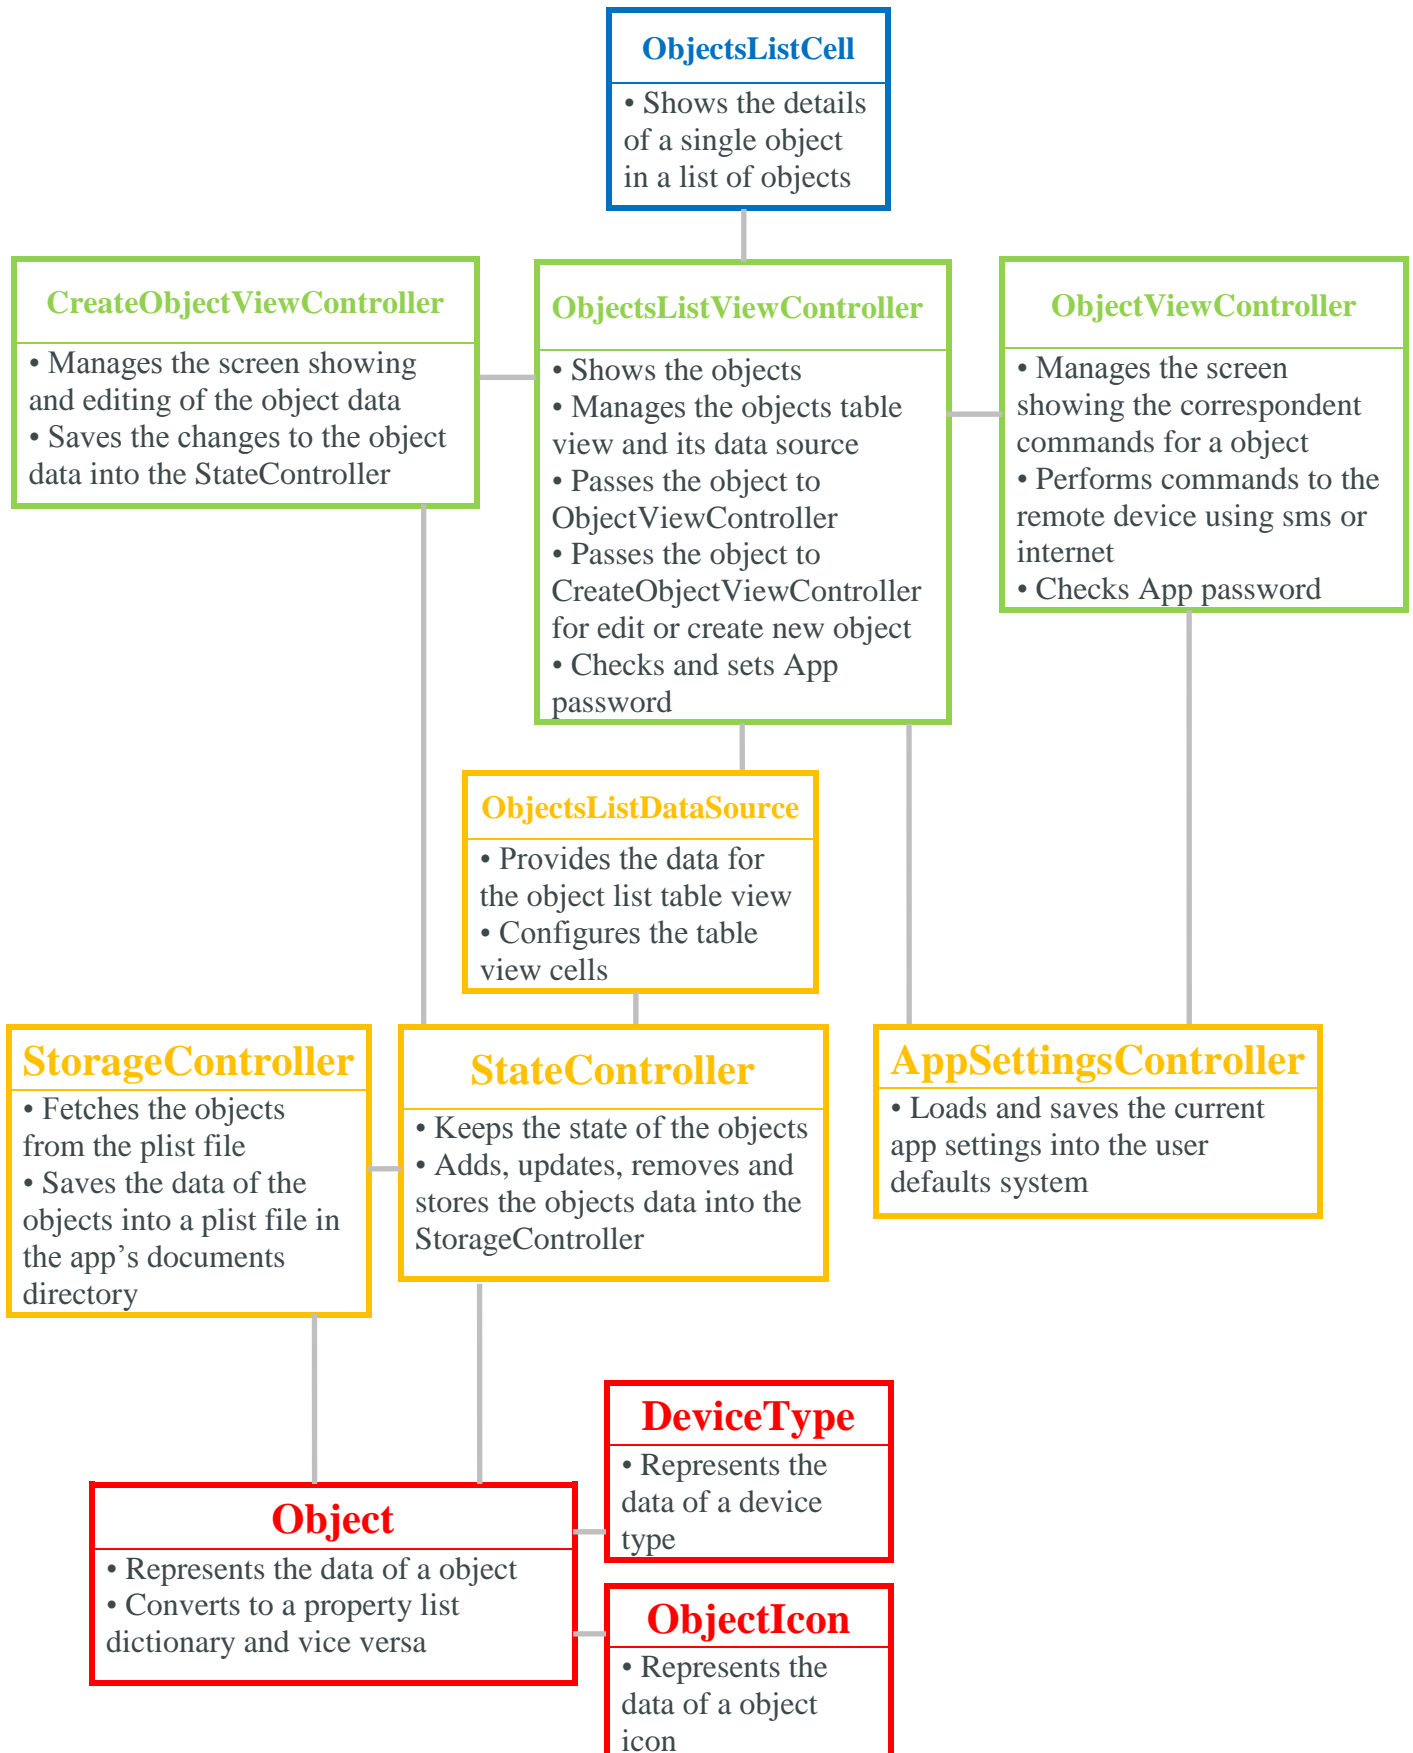 ObjectsListCell
• Shows the details
of a single object
in a list of objects
CreateObjectViewController
• Manages the screen showing
and editing of the object data
• Saves the changes to the object
data into the StateController
ObjectsListViewController
• Shows the objects
• Manages the objects table
view and its data source
• Passes the object to
ObjectViewController
• Passes the object to
CreateObjectViewController
for edit or create new object
• Checks and sets App
password
ObjectViewController
• Manages the screen
showing the correspondent
commands for a object
• Performs commands to the
remote device using sms or
internet
• Checks App password
ObjectsListDataSource
• Provides the data for
the object list table view
• Configures the table
view cells
StorageController
• Fetches the objects
from the plist file
• Saves the data of the
objects into a plist file in
the app’s documents
directory
StateController
• Keeps the state of the objects
• Adds, updates, removes and
stores the objects data into the
StorageController
AppSettingsController
• Loads and saves the current
app settings into the user
defaults system
Object
• Represents the data of a object
• Converts to a property list
dictionary and vice versa
DeviceType
• Represents the
data of a device
type
ObjectIcon
• Represents the
data of a object
icon